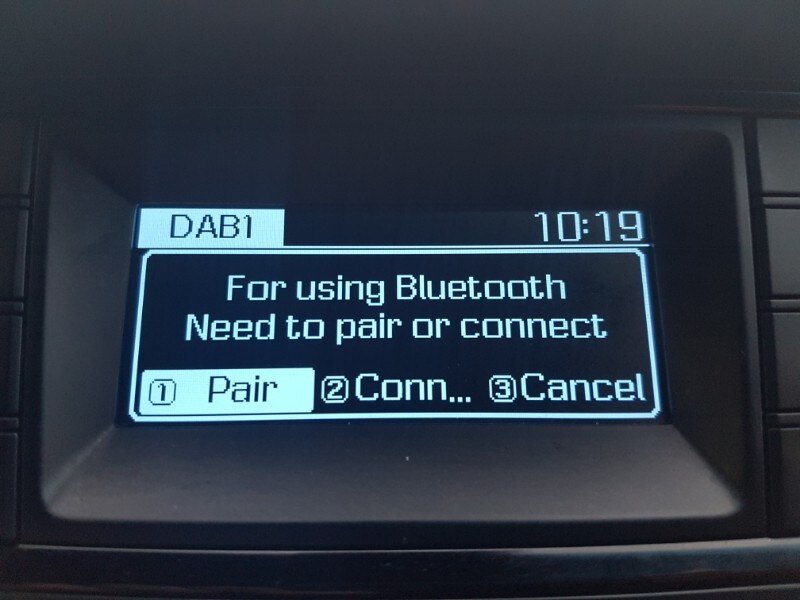 DAB1 10:19
For using Bluetooth
Need to pair or connect
① Pair ②Conn... ③Cancel